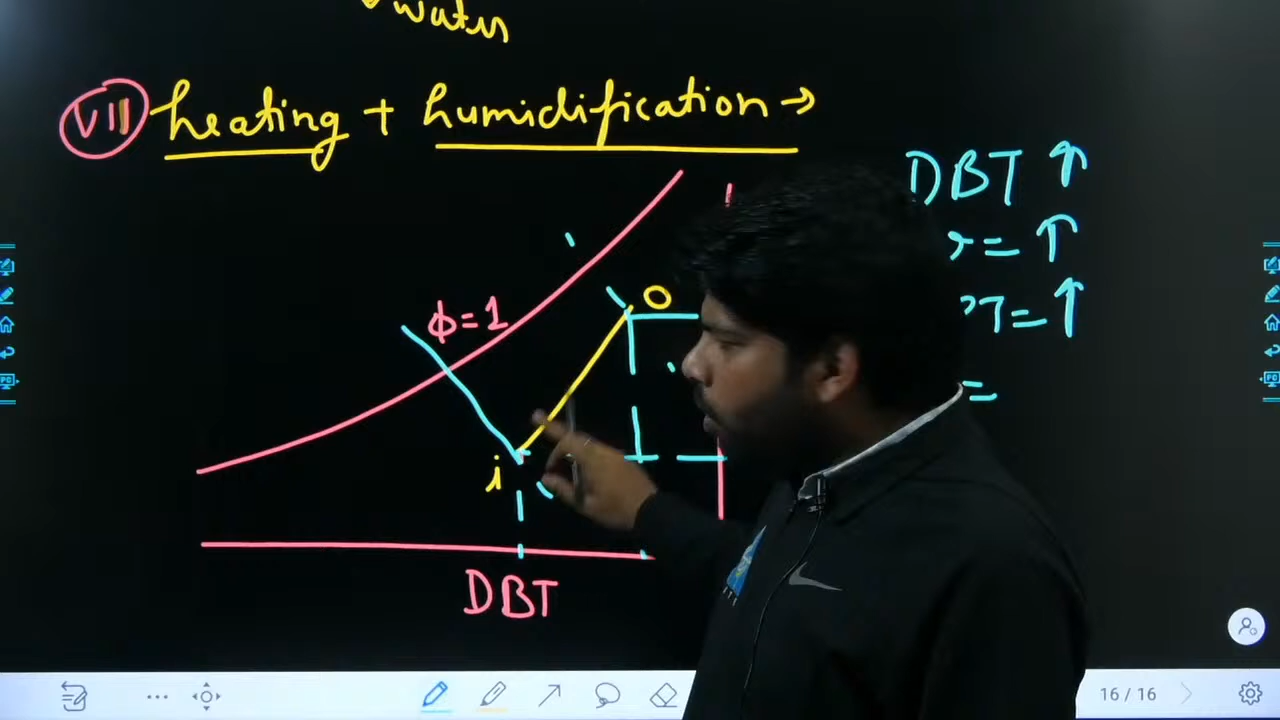 water
VII heating + humidification →
DBT ↑
= ↑
= ↑
=
φ=1
O
i
DBT
16 / 16